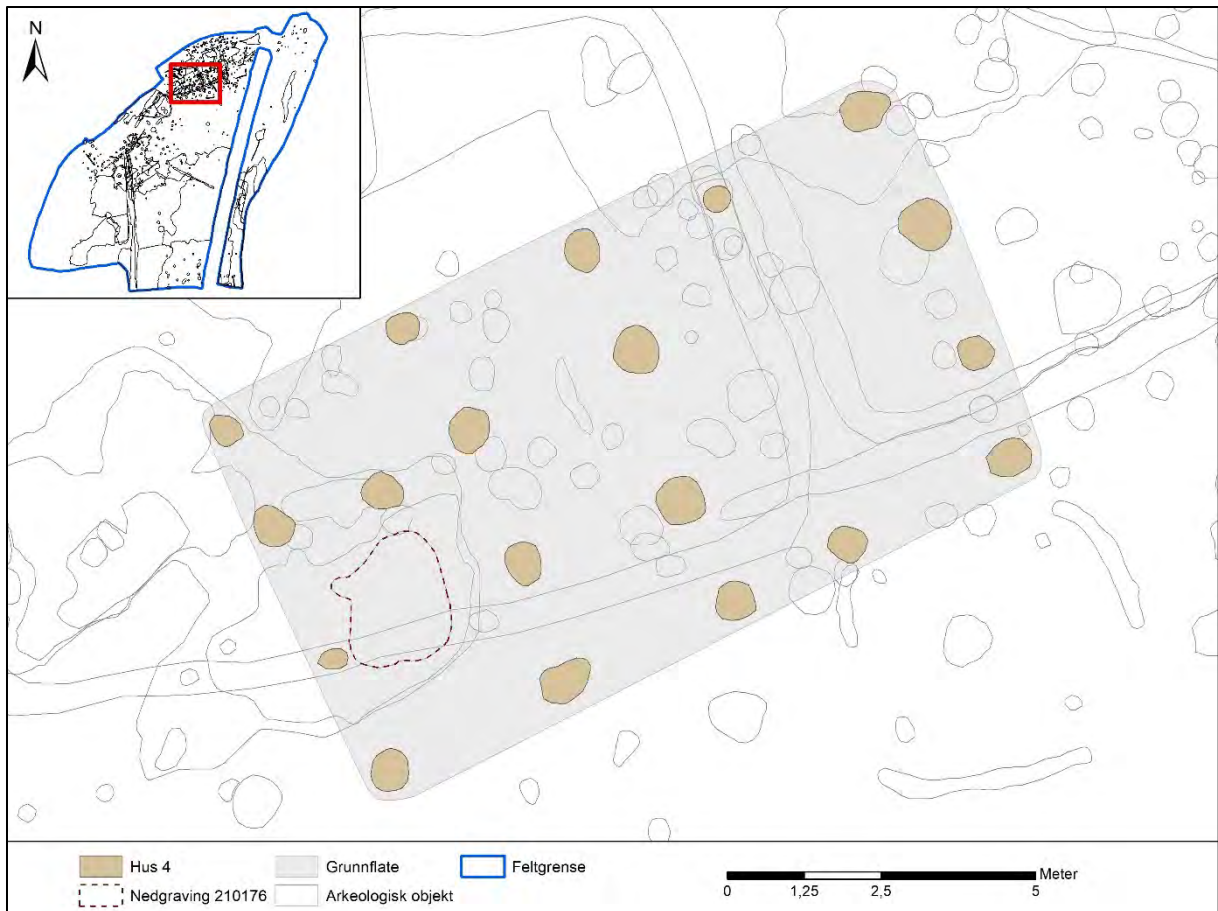 N
Hus 4
Grunnflate
Feltgrense
Nedgraving 210176
Arkeologisk objekt
Meter
0
1,25
2,5
5